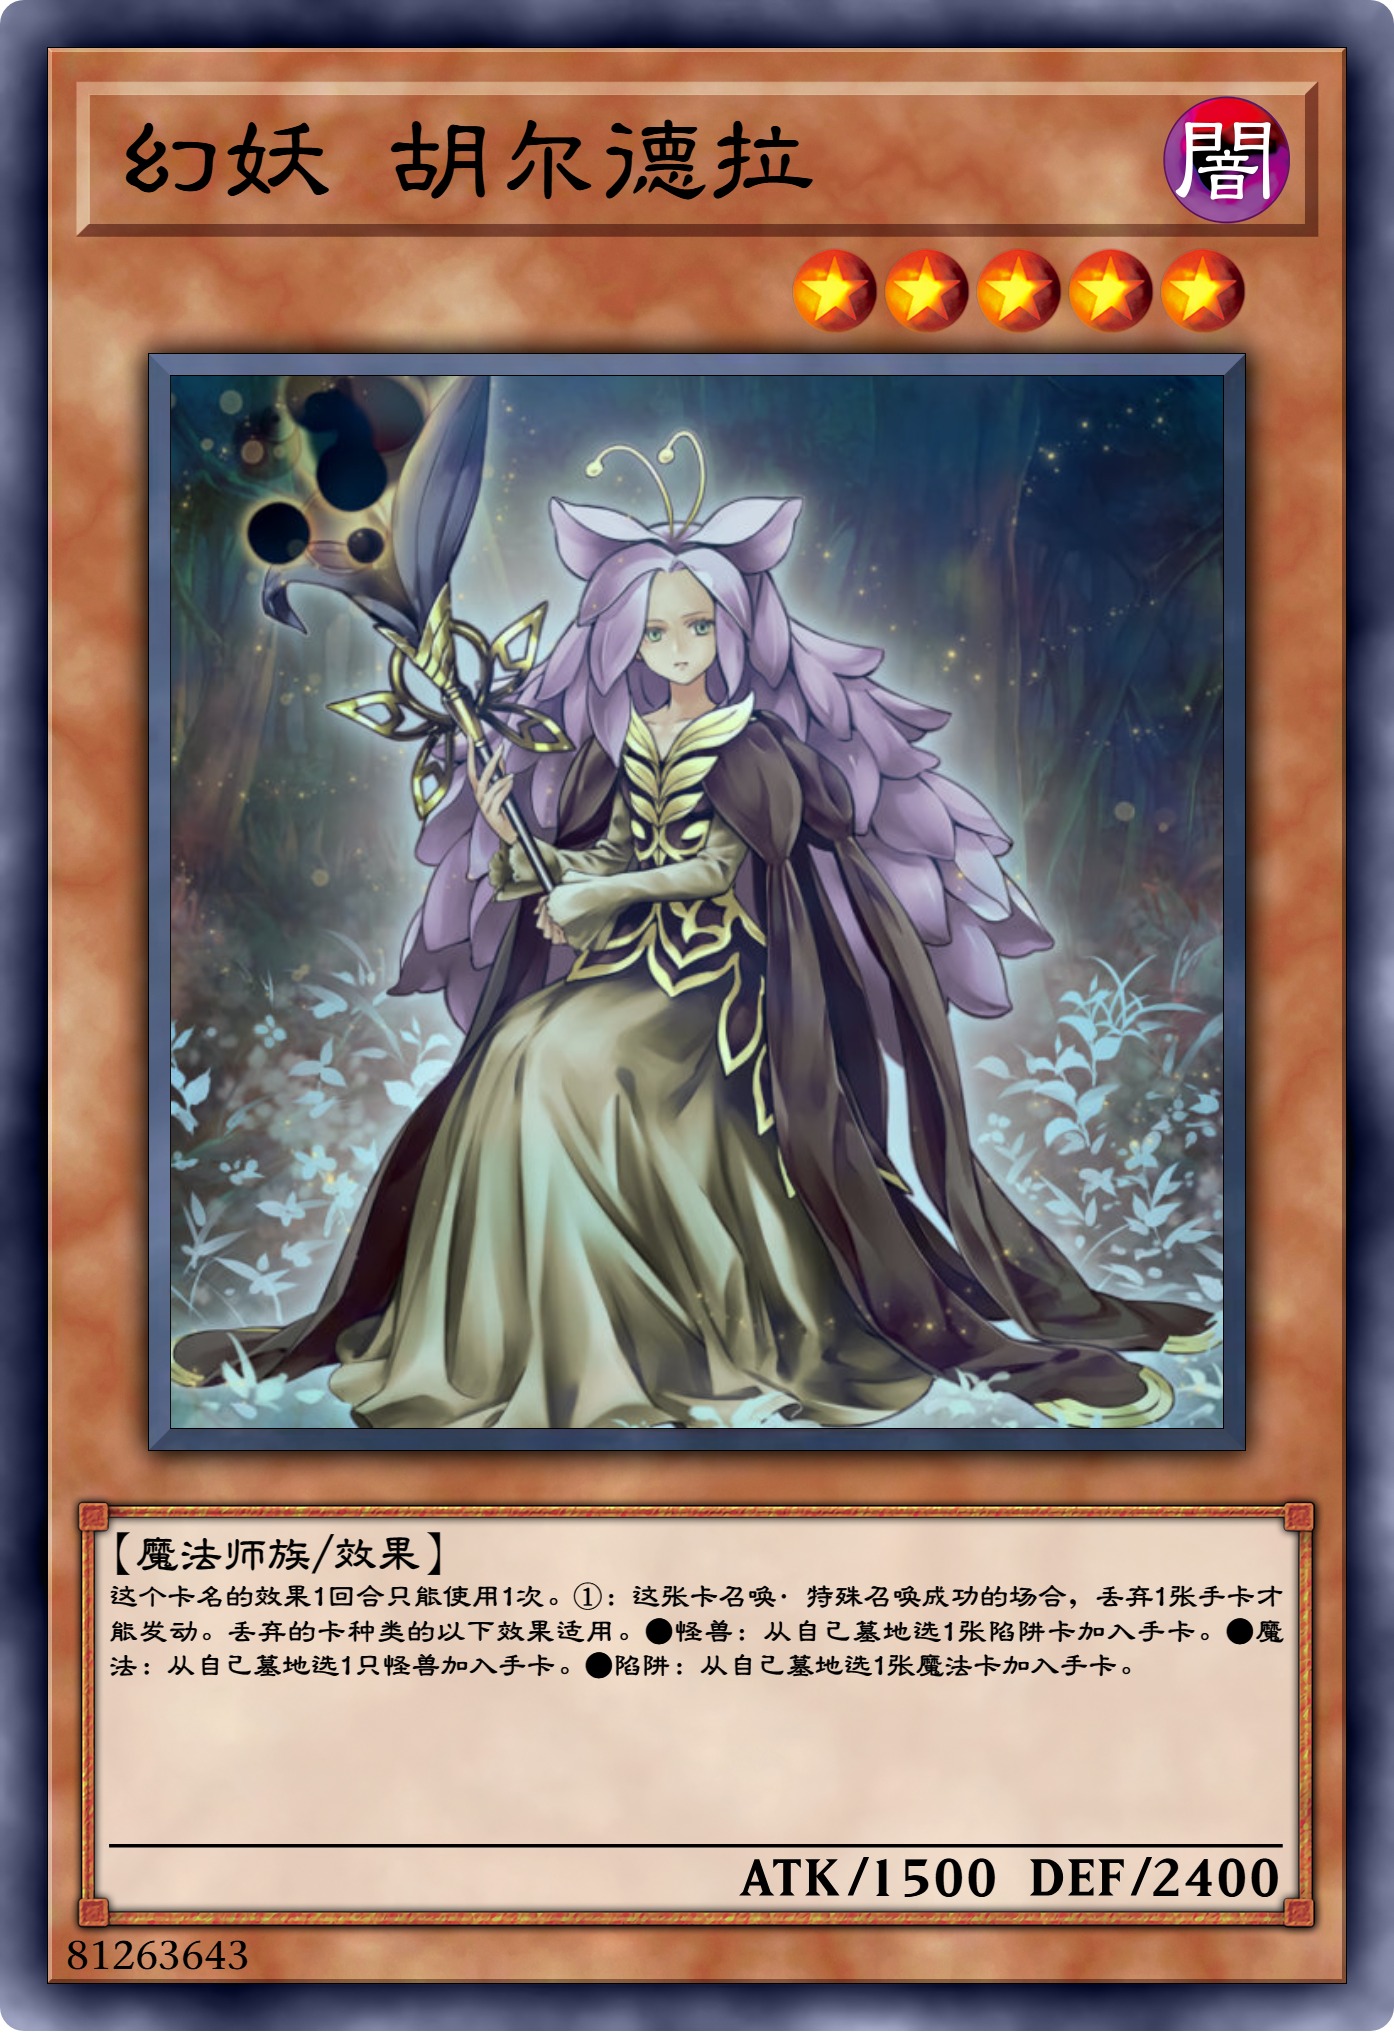 幻妖 胡尔德拉
闇
【魔法师族/效果】
这个卡名的效果1回合只能使用1次。①：这张卡召唤·特殊召唤成功的场合，丢弃1张手卡才
能发动。丢弃的卡种类的以下效果适用。●怪兽：从自己墓地选1张陷阱卡加入手卡。●魔
法：从自己墓地选1只怪兽加入手卡。●陷阱：从自己墓地选1张魔法卡加入手卡。
ATK/1500 DEF/2400
81263643